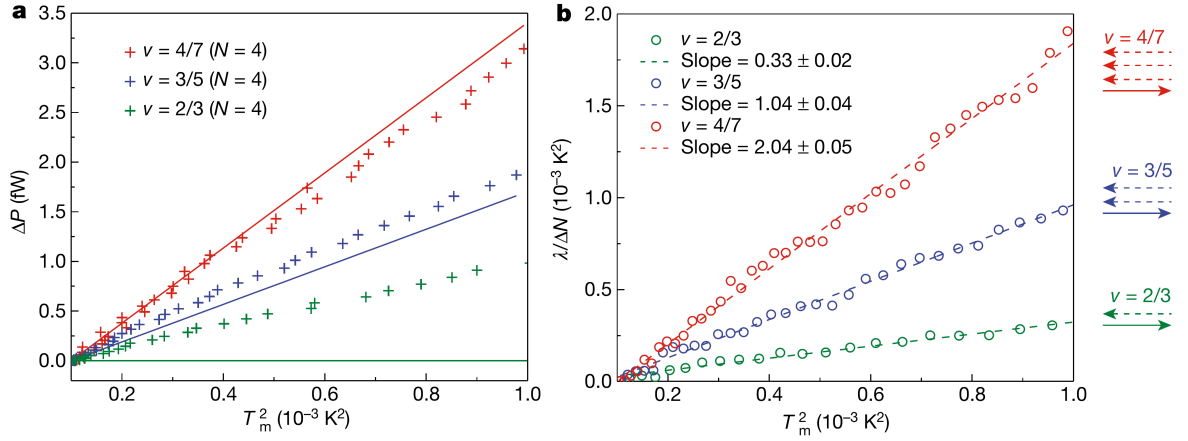 a
3.5
3.0
2.5
2.0
1.5
1.0
0.5
0.0
ΔP (fW)
v = 4/7 (N = 4)
v = 3/5 (N = 4)
v = 2/3 (N = 4)
0.2
0.4
0.6
0.8
1.0
T²ₘ (10⁻³ K²)
b
2.0
1.5
1.0
0.5
0.0
λ/ΔN (10⁻³ K²)
v = 2/3
Slope = 0.33 ± 0.02
v = 3/5
Slope = 1.04 ± 0.04
v = 4/7
Slope = 2.04 ± 0.05
0.2
0.4
0.6
0.8
1.0
T²ₘ (10⁻³ K²)
v = 4/7
v = 3/5
v = 2/3